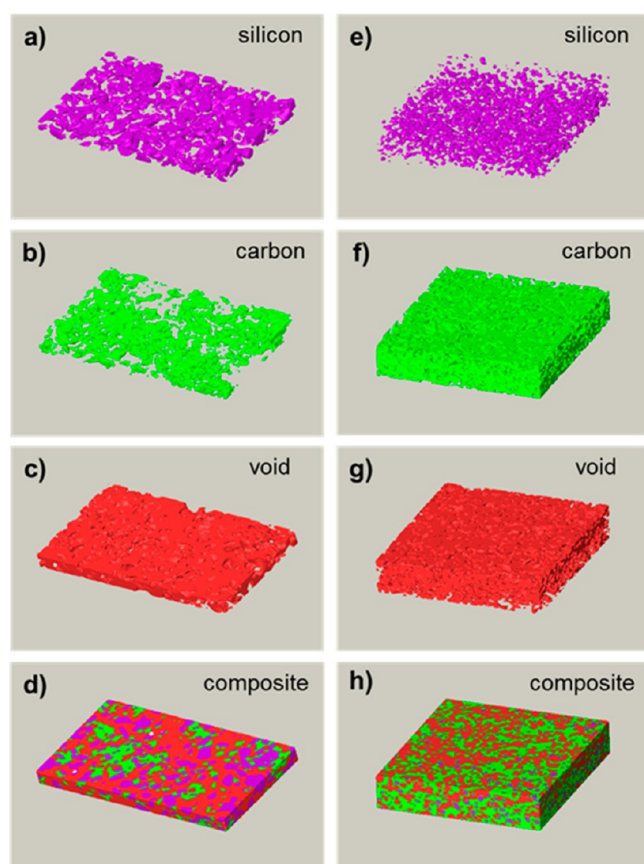 a) silicon
e) silicon
b) carbon
f) carbon
c) void
g) void
d) composite
h) composite